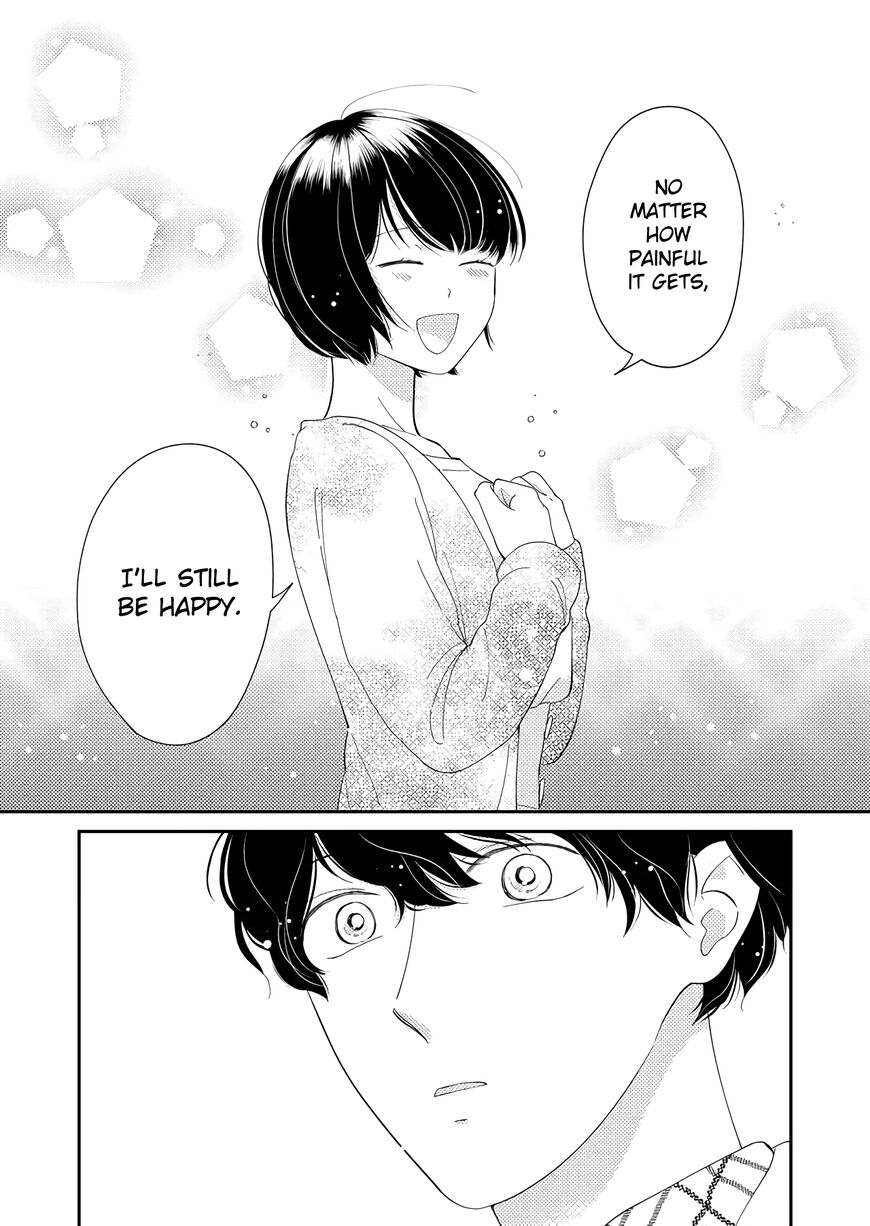 NO
MATTER
HOW
PAINFUL
IT GETS,
I'LL STILL
BE HAPPY.